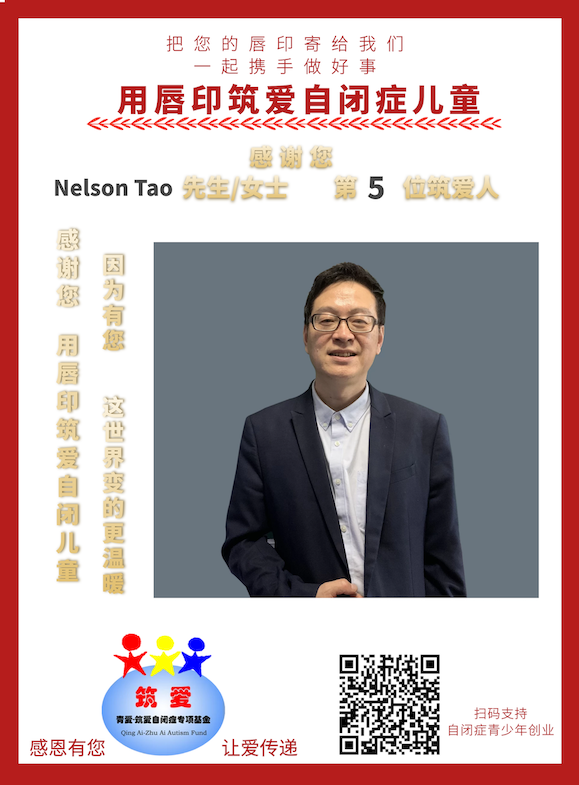 把您的唇印寄给我们
一起携手做好事
用唇印筑爱自闭症儿童
感谢您
Nelson Tao 先生/女士 第 5 位筑爱人
感谢您 用唇印筑爱自闭儿童
因为有您 这世界变的更温暖
筑 爱
青爱·筑爱自闭症专项基金
Qing Ai-Zhu Ai Autism Fund
感恩有您
让爱传递
扫码支持
自闭症青少年创业